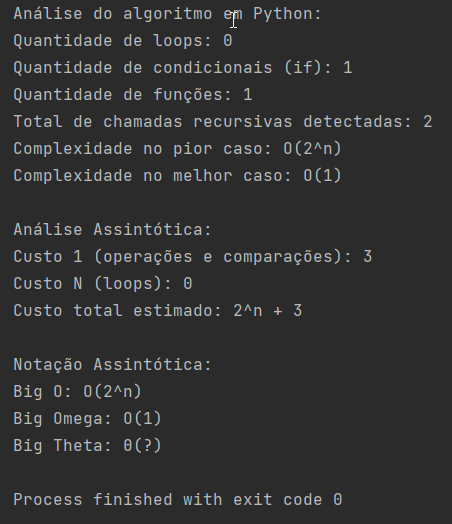 Análise do algoritmo em Python:
Quantidade de loops: 0
Quantidade de condicionais (if): 1
Quantidade de funções: 1
Total de chamadas recursivas detectadas: 2
Complexidade no pior caso: O(2^n)
Complexidade no melhor caso: O(1)
Análise Assintótica:
Custo 1 (operações e comparações): 3
Custo N (loops): 0
Custo total estimado: 2^n + 3
Notação Assintótica:
Big O: O(2^n)
Big Omega: O(1)
Big Theta: Θ(?)
Process finished with exit code 0